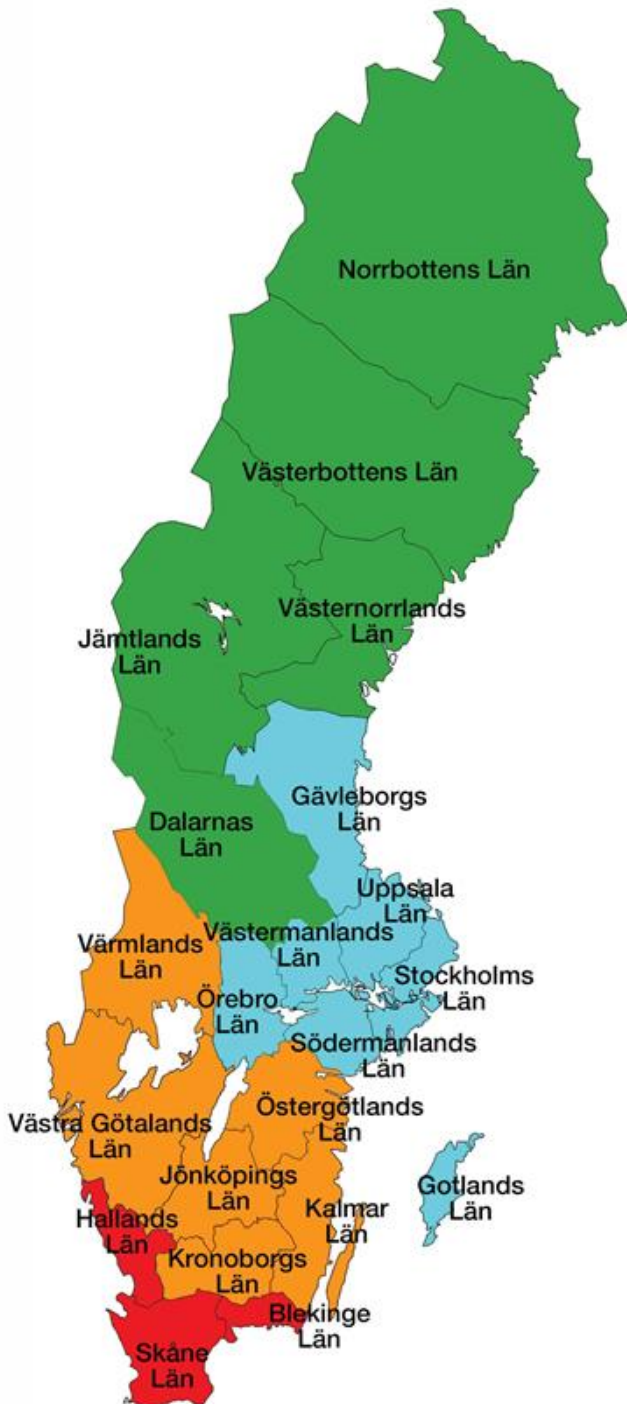 Norrbottens Län
Västerbottens Län
Västernorrlands
Län
Jämtlands
Län
Gävleborgs
Län
Dalarnas
Län
Uppsala
Län
Västermanlands
Län
Värmlands
Län
Stockholms
Län
Örebro
Län
Södermanlands
Län
Östergötlands
Län
Västra Götalands
Län
Jönköpings
Län
Gotlands
Län
Kalmar
Län
Hallands
Län
Kronoborgs
Län
Blekinge
Län
Skåne
Län